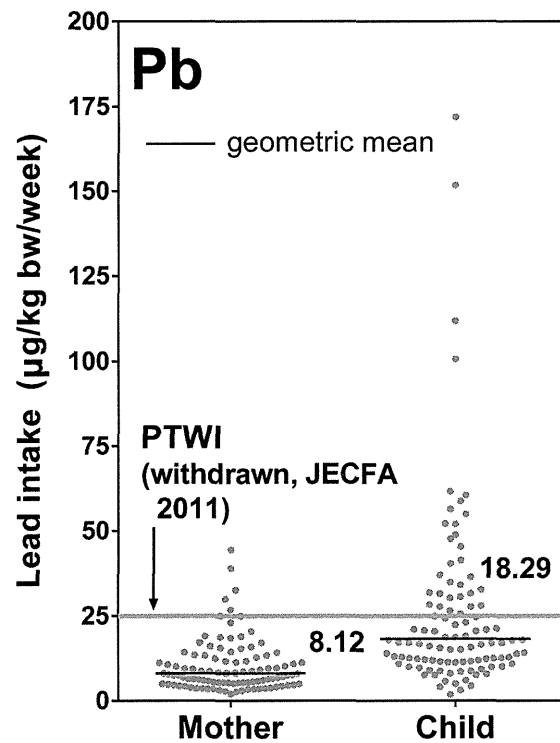 Pb
geometric mean
Lead intake (µg/kg bw/week)
200
175
150
125
100
75
50
25
0
PTWI
(withdrawn, JECFA
2011)
18.29
8.12
Mother
Child